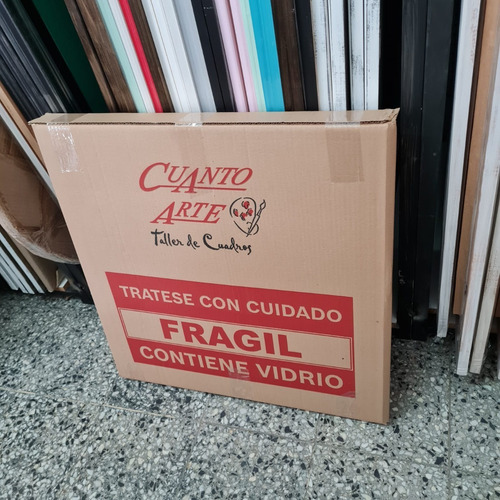 CUANTO
ARTE
Taller de Cuadros
TRATESE CON CUIDADO
FRAGIL
CONTIENE VIDRIO